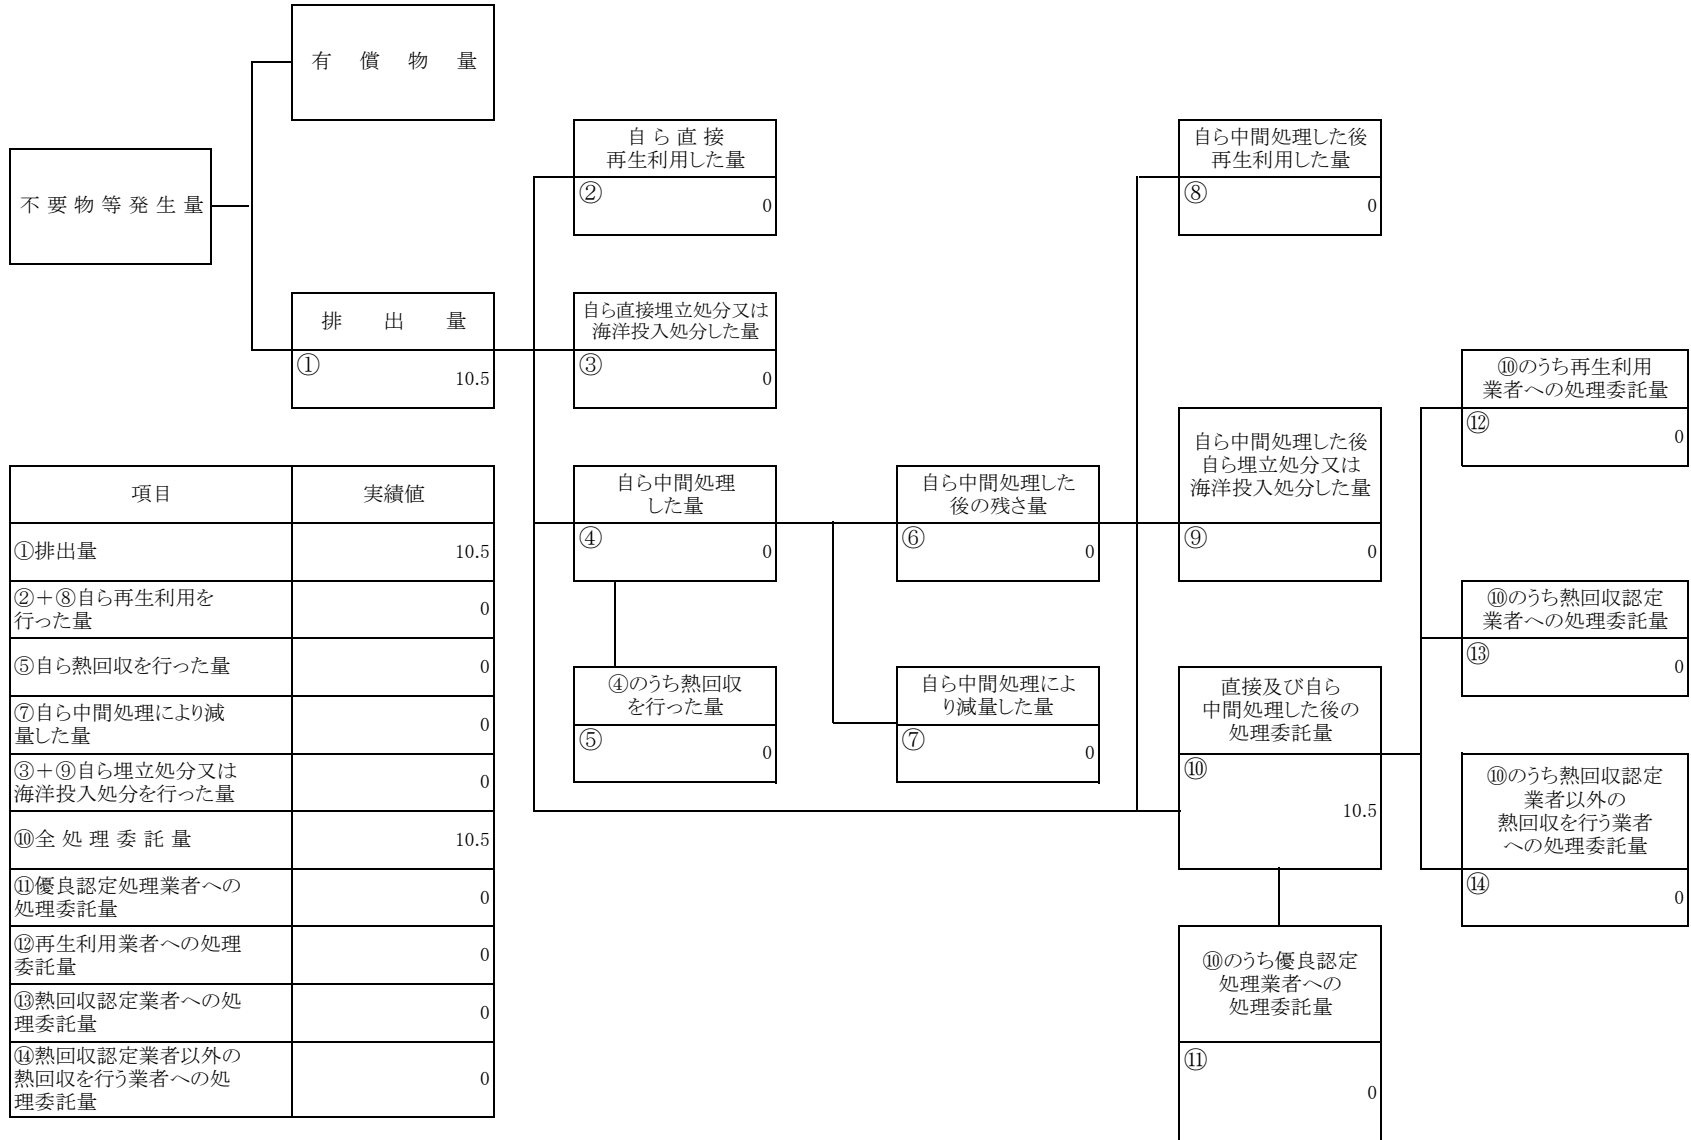 有償物量
不要物等発生量
排出量
①
10.5
自ら直接
再生利用した量
②
0
自ら直接埋立処分又は
海洋投入処分した量
③
0
自ら中間処理
した量
④
0
④のうち熱回収
を行った量
⑤
0
自ら中間処理した
後の残さ量
⑥
0
自ら中間処理によ
り減量した量
⑦
0
自ら中間処理した後
再生利用した量
⑧
0
自ら中間処理した後
自ら埋立処分又は
海洋投入処分した量
⑨
0
直接及び自ら
中間処理した後の
処理委託量
⑩
10.5
⑩のうち優良認定
処理業者への
処理委託量
⑪
0
⑩のうち再生利用
業者への処理委託量
⑫
0
⑩のうち熱回収認定
業者への処理委託量
⑬
0
⑩のうち熱回収認定
業者以外の
熱回収を行う業者
への処理委託量
⑭
0
項目 実績値
①排出量 10.5
②＋⑧自ら再生利用を
行った量 0
⑤自ら熱回収を行った量 0
⑦自ら中間処理により減
量した量 0
③＋⑨自ら埋立処分又は
海洋投入処分を行った量 0
⑩全処理委託量 10.5
⑪優良認定処理業者への
処理委託量 0
⑫再生利用業者への処理
委託量 0
⑬熱回収認定業者への処
理委託量 0
⑭熱回収認定業者以外の
熱回収を行う業者への処 0
理委託量